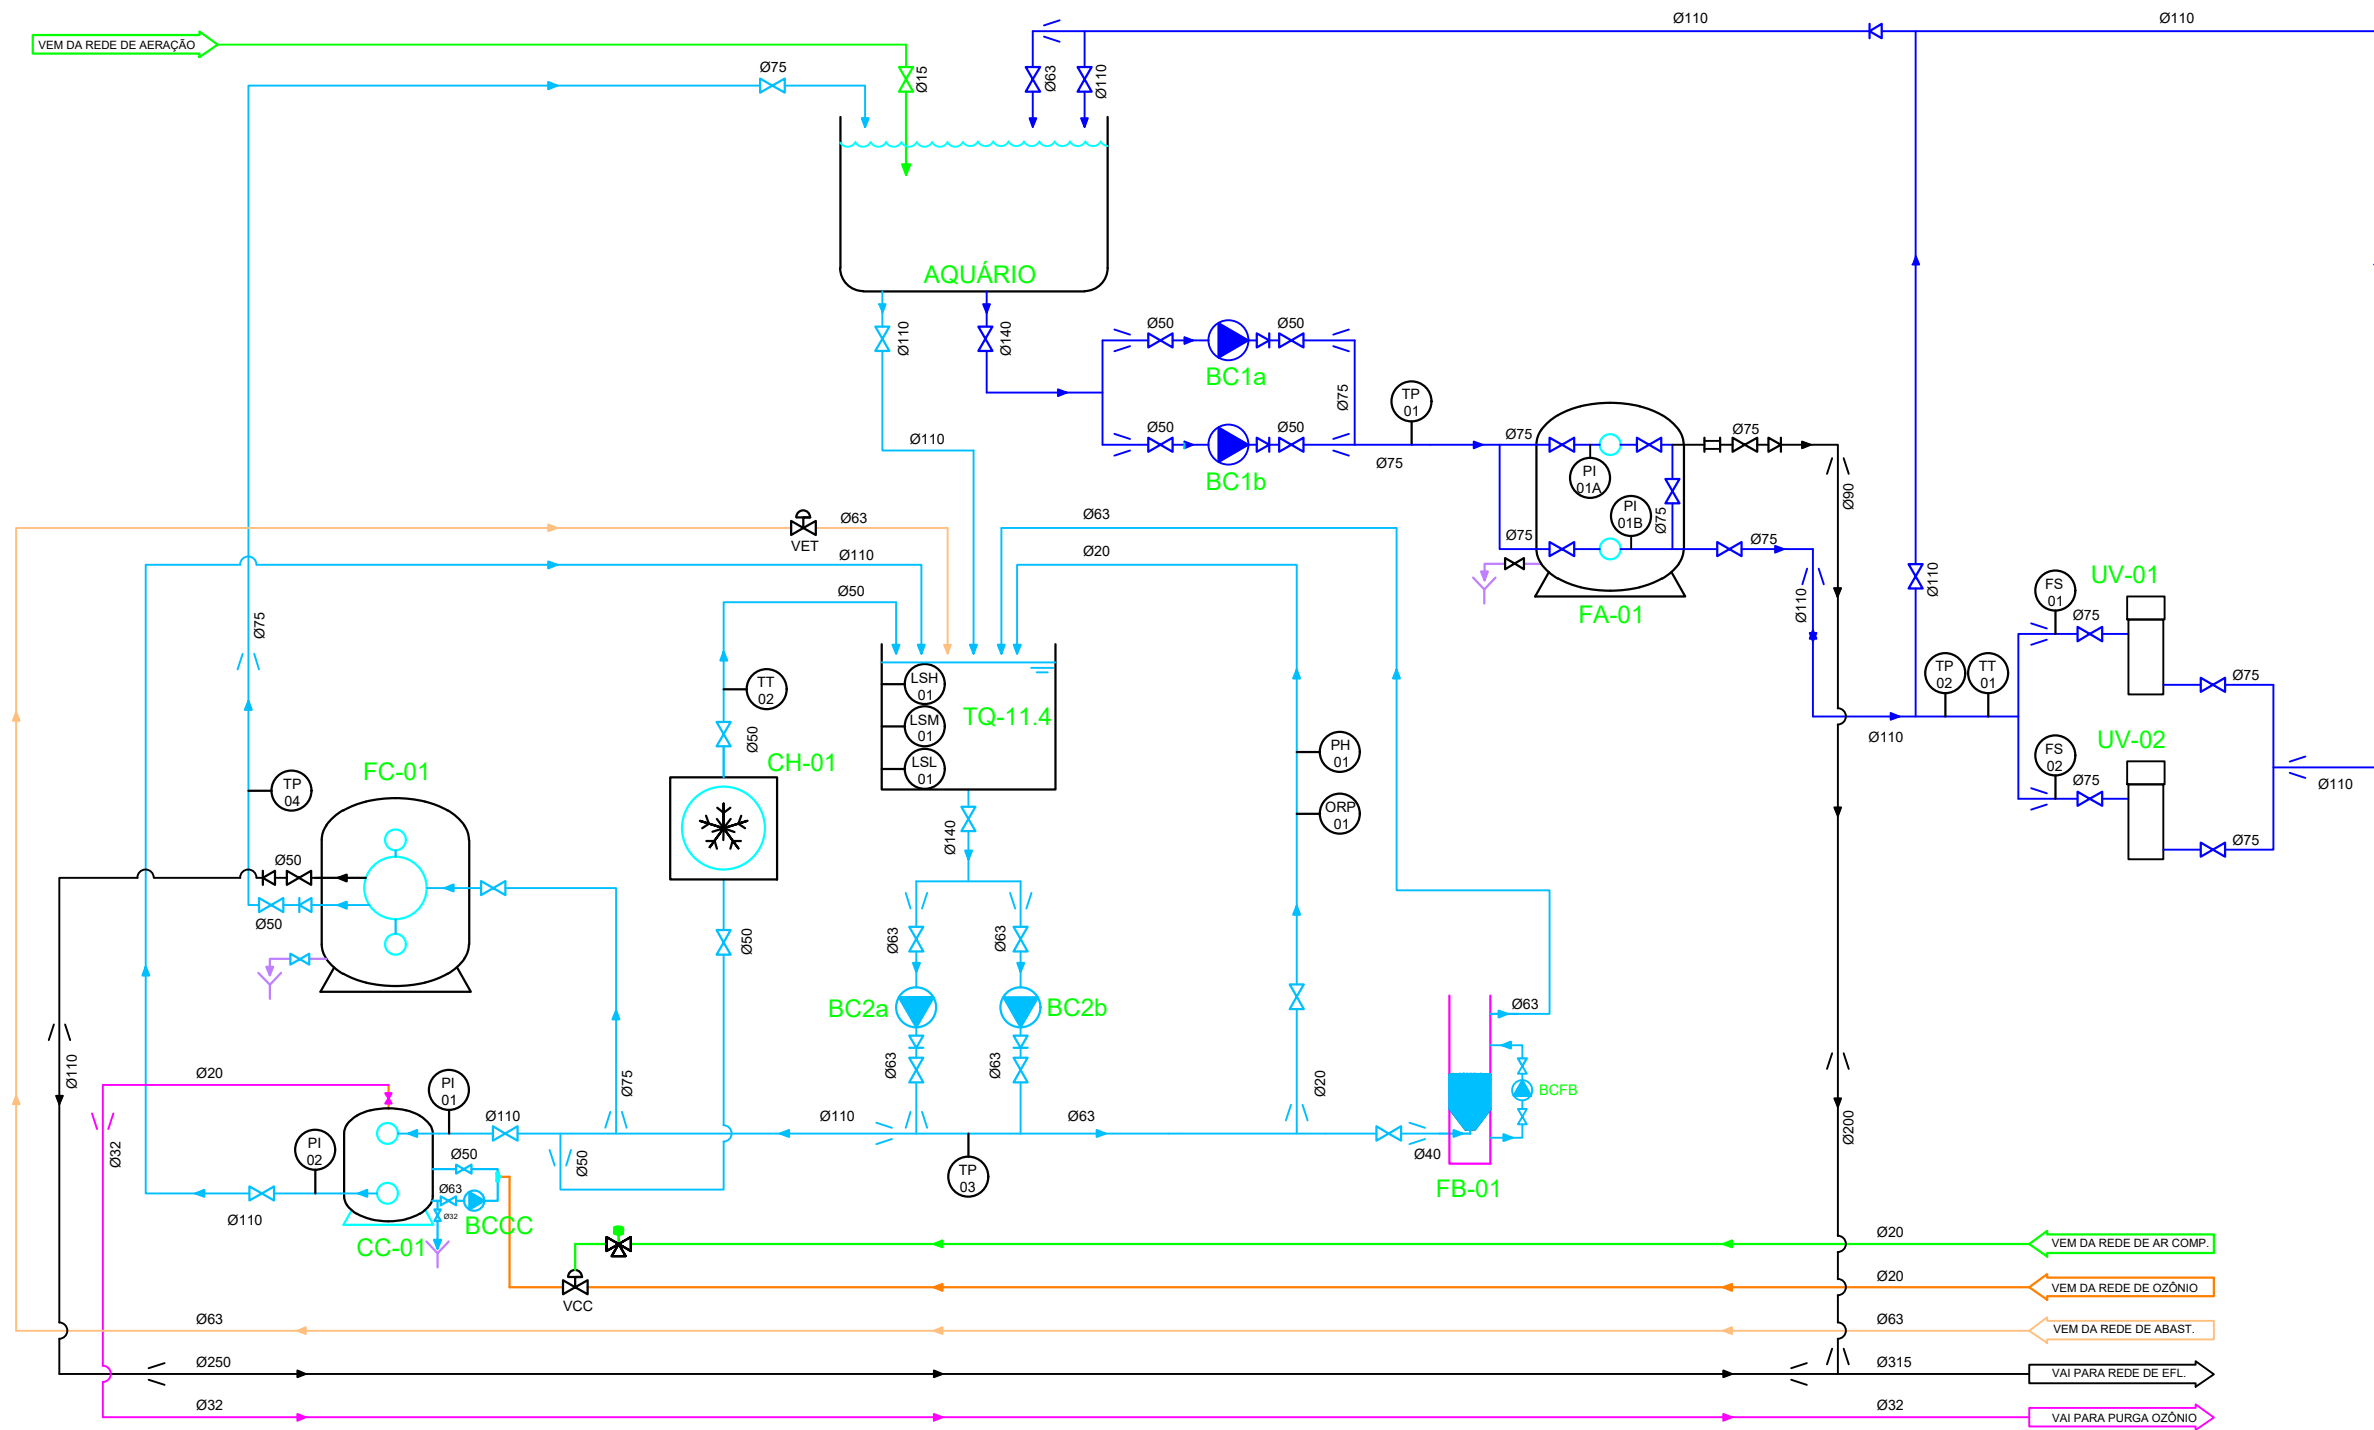 Ø110
Ø110
VEM DA REDE DE AERAÇÃO
Ø75
Ø15
Ø63
Ø110
AQUÁRIO
Ø110
Ø140
Ø50
Ø50
BC1a
Ø75
TP
01
Ø50
Ø50
BC1b
Ø75
Ø110
Ø75
Ø75
PI
01A
PI
01B
Ø75
Ø75
Ø75
Ø90
FA-01
VET
Ø63
Ø110
Ø50
Ø63
Ø20
Ø75
Ø110
Ø110
FS
01
UV-01
Ø75
Ø75
TP
02
TT
01
Ø110
FS
02
UV-02
Ø75
Ø75
Ø110
LSH
01
LSM
01
LSL
01
TQ-11.4
TT
02
Ø50
CH-01
Ø50
FC-01
TP
04
Ø50
Ø50
PH
01
ORP
01
Ø140
Ø63
Ø63
BC2a
BC2b
Ø63
Ø63
Ø63
BCFB
Ø20
Ø40
FB-01
Ø200
Ø110
Ø20
PI
01
Ø75
Ø110
Ø110
Ø63
Ø32
PI
02
Ø50
Ø50
TP
03
Ø63
Ø32
BCCC
Ø110
CC-01
VCC
Ø20
VEM DA REDE DE AR COMP.
Ø20
VEM DA REDE DE OZÔNIO
Ø63
Ø63
VEM DA REDE DE ABAST.
Ø250
Ø315
VAI PARA REDE DE EFL.
Ø32
Ø32
VAI PARA PURGA OZÔNIO